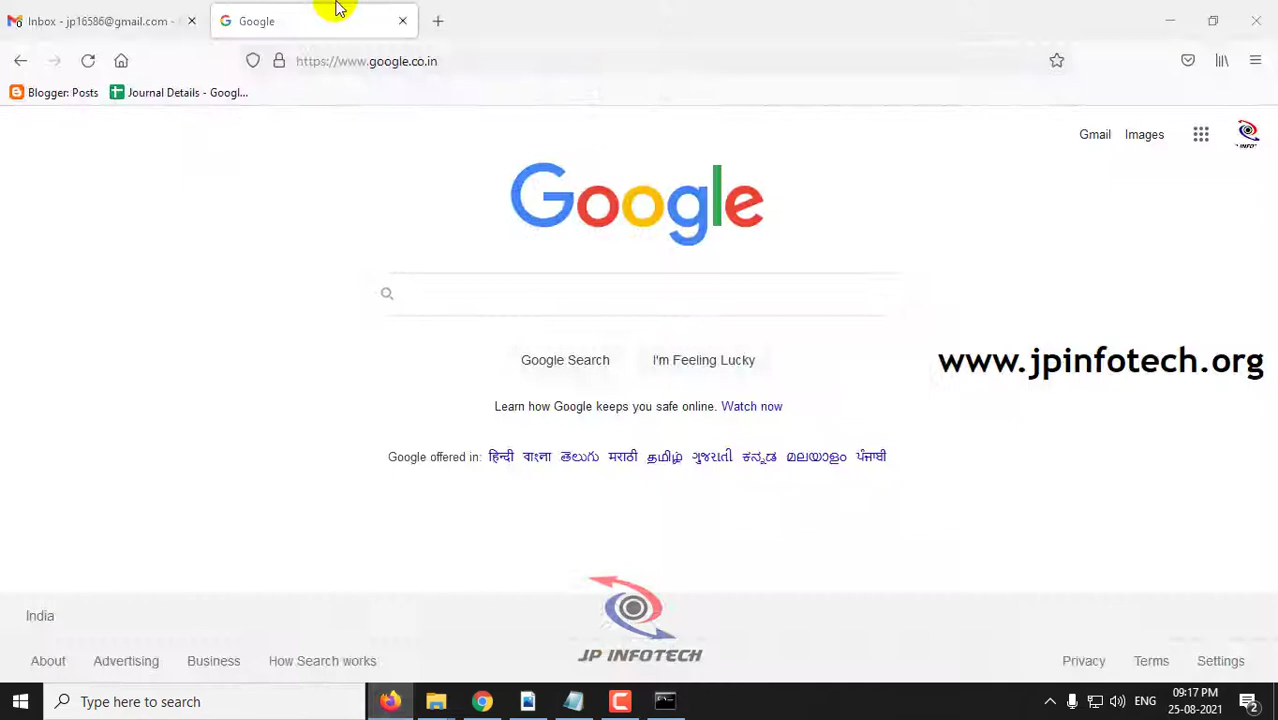 Inbox - jp16586@gmail.com -
Google
https://www.google.co.in
Blogger: Posts
Journal Details - Googl...
Gmail
Images
Google
Google Search
I'm Feeling Lucky
www.jpinfotech.org
Learn how Google keeps you safe online. Watch now
Google offered in: हिन्दी বাংলা తెలుగు मराठी தமிழ் ગુજરાતી ಕನ್ನಡ മലയാളം ਪੰਜਾਬੀ
India
JP INFOTECH
About
Advertising
Business
How Search works
Privacy
Terms
Settings
Type here to search
ENG
09:17 PM
25-08-2021
2